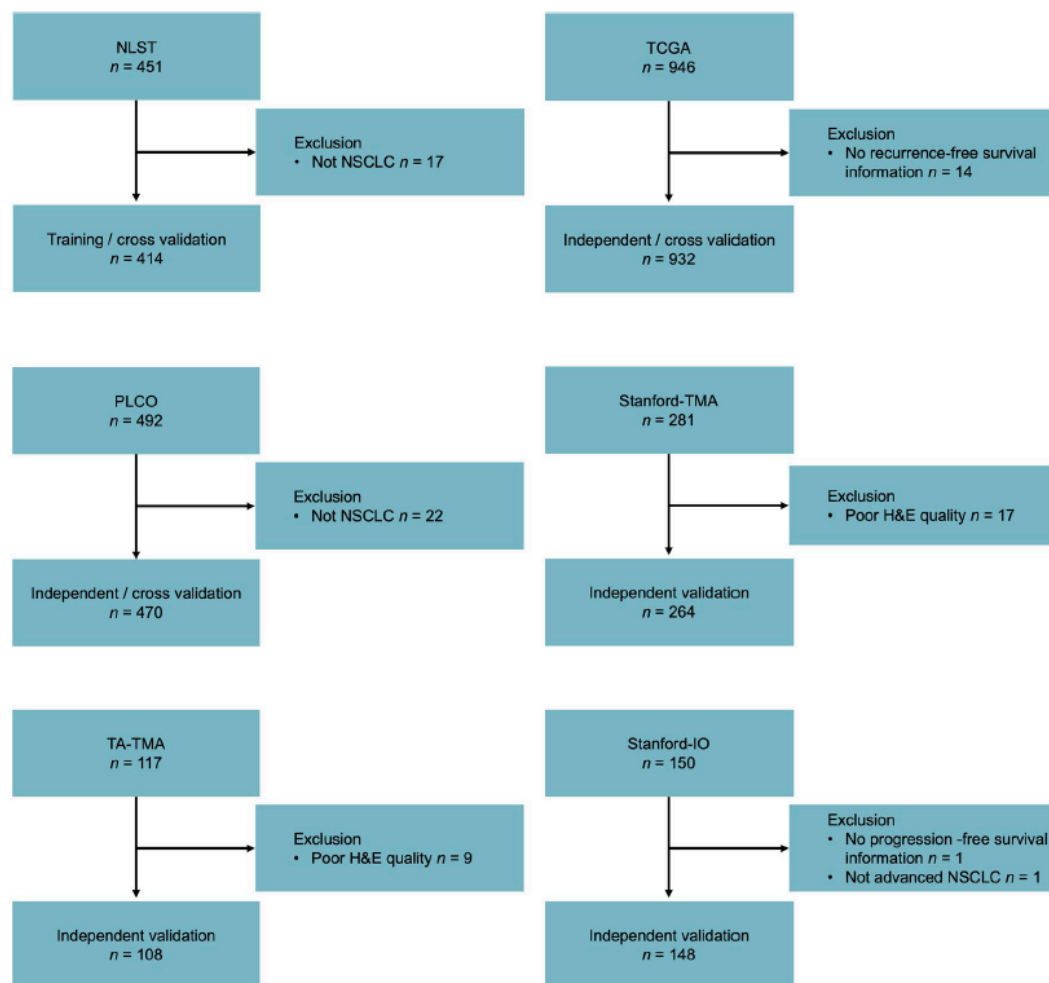 NLST
n = 451
Exclusion
• Not NSCLC n = 17
Training / cross validation
n = 414
TCGA
n = 946
Exclusion
• No recurrence-free survival
information n = 14
Independent / cross validation
n = 932
PLCO
n = 492
Exclusion
• Not NSCLC n = 22
Independent / cross validation
n = 470
Stanford-TMA
n = 281
Exclusion
• Poor H&E quality n = 17
Independent validation
n = 264
TA-TMA
n = 117
Exclusion
• Poor H&E quality n = 9
Independent validation
n = 108
Stanford-IO
n = 150
Exclusion
• No progression -free survival
information n = 1
• Not advanced NSCLC n = 1
Independent validation
n = 148